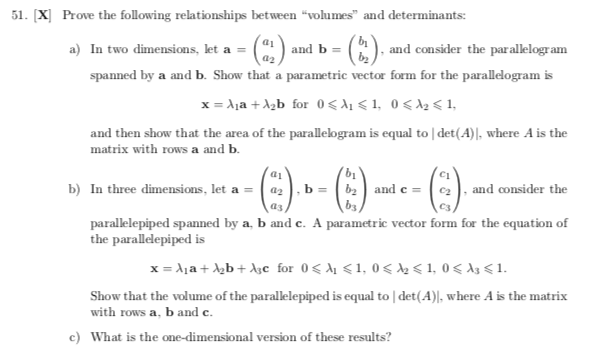 51. [X] Prove the following relationships between “volumes” and determinants:
a) In two dimensions, let a = (a₁ a₂) and b = (b₁ b₂), and consider the parallelogram
spanned by a and b. Show that a parametric vector form for the parallelogram is
x = λ₁a + λ₂b for 0 ⩽ λ₁ ⩽ 1, 0 ⩽ λ₂ ⩽ 1,
and then show that the area of the parallelogram is equal to | det(A)|, where A is the
matrix with rows a and b.
b) In three dimensions, let a = (a₁ a₂ a₃), b = (b₁ b₂ b₃) and c = (c₁ c₂ c₃), and consider the
parallelepiped spanned by a, b and c. A parametric vector form for the equation of
the parallelepiped is
x = λ₁a + λ₂b + λ₃c for 0 ⩽ λ₁ ⩽ 1, 0 ⩽ λ₂ ⩽ 1, 0 ⩽ λ₃ ⩽ 1.
Show that the volume of the parallelepiped is equal to | det(A)|, where A is the matrix
with rows a, b and c.
c) What is the one-dimensional version of these results?